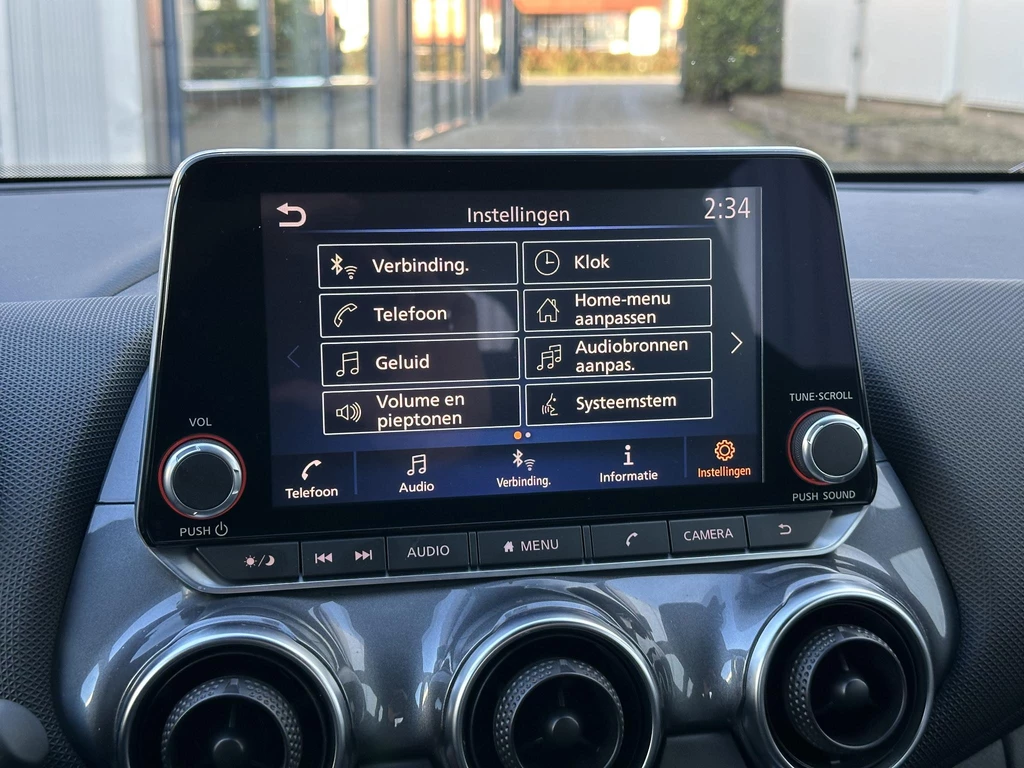 Instellingen
2:34
Verbinding.
Klok
Telefoon
Home-menu
aanpassen
Geluid
Audiobronnen
aanpas.
Volume en
pieptonen
Systeemstem
Telefoon
Audio
Verbinding.
Informatie
Instellingen
VOL
PUSH
TUNE·SCROLL
PUSH SOUND
AUDIO
MENU
CAMERA